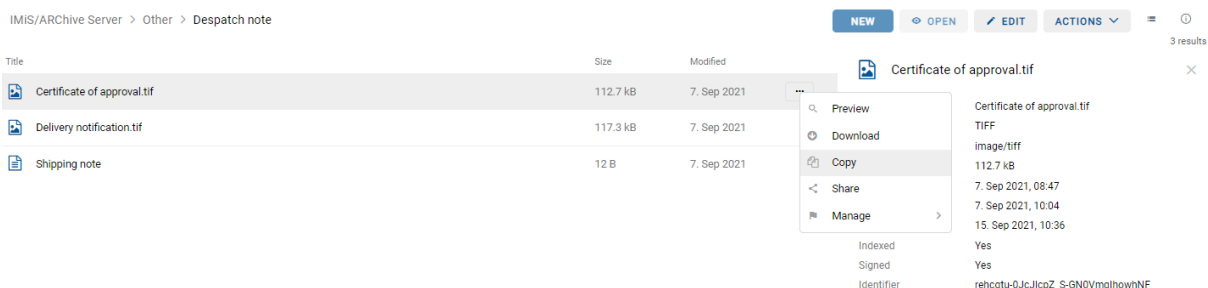 IMiS/ARChive Server > Other > Despatch note
NEW OPEN EDIT ACTIONS
3 results
Title Size Modified
Certificate of approval.tif
Certificate of approval.tif 112.7 kB 7. Sep 2021 ...
Delivery notification.tif 117.3 kB 7. Sep 2021
Shipping note 12 B 7. Sep 2021
Preview
Download
Copy
Share
Manage >
Certificate of approval.tif
TIFF
image/tiff
112.7 kB
7. Sep 2021, 08:47
7. Sep 2021, 10:04
15. Sep 2021, 10:36
Indexed Yes
Signed Yes
Identifier